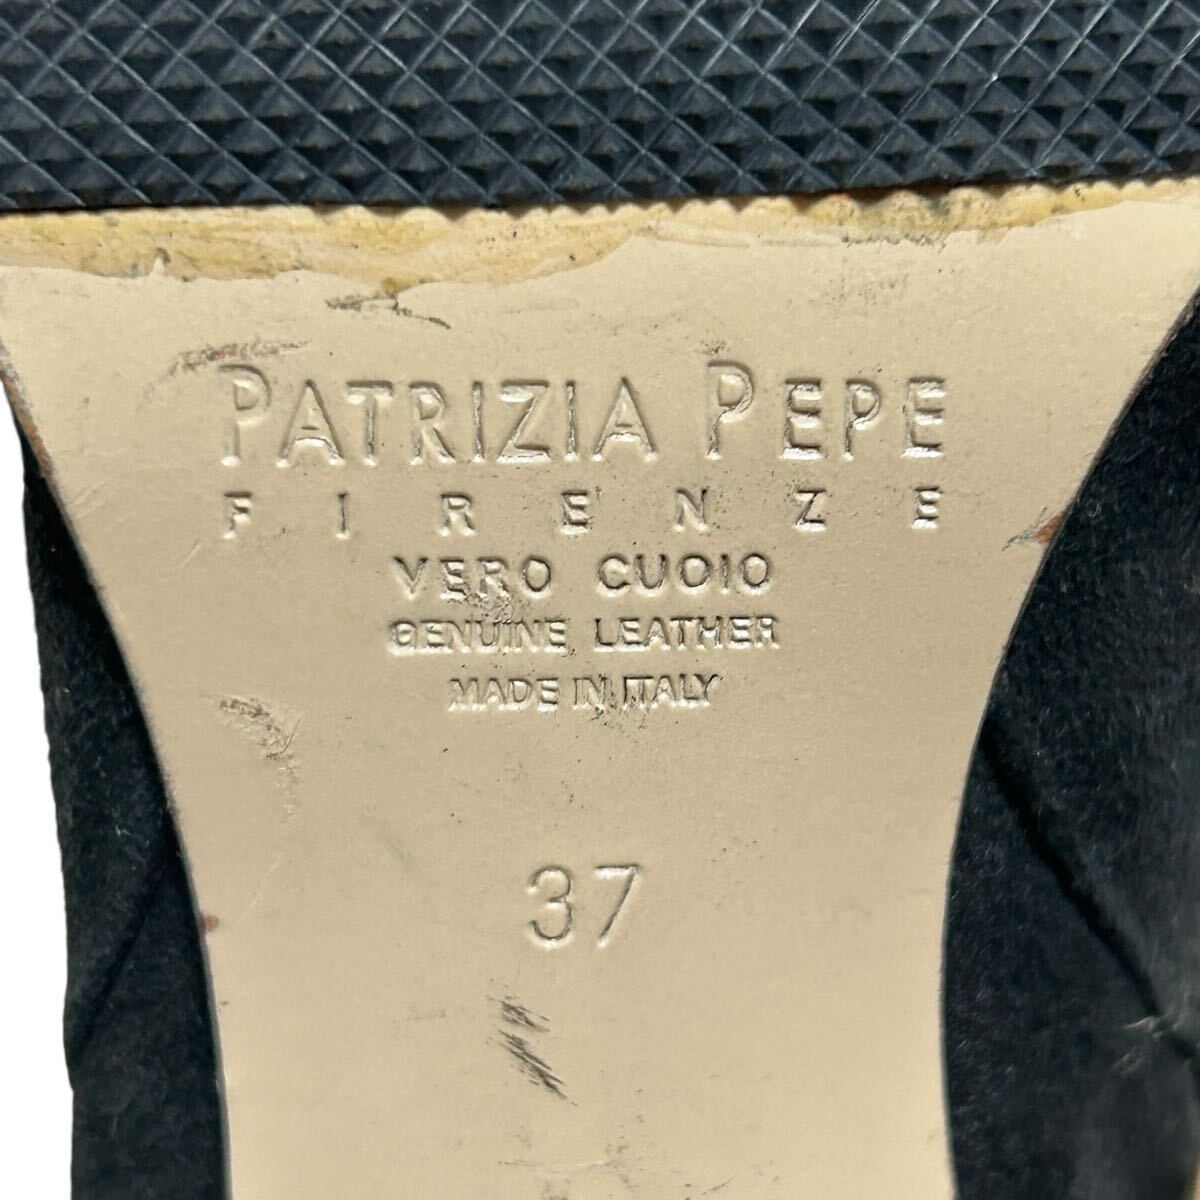 PATRIZIA PEPE
FIRENZE
VERO CUOIO
GENUINE LEATHER
MADE IN ITALY
37